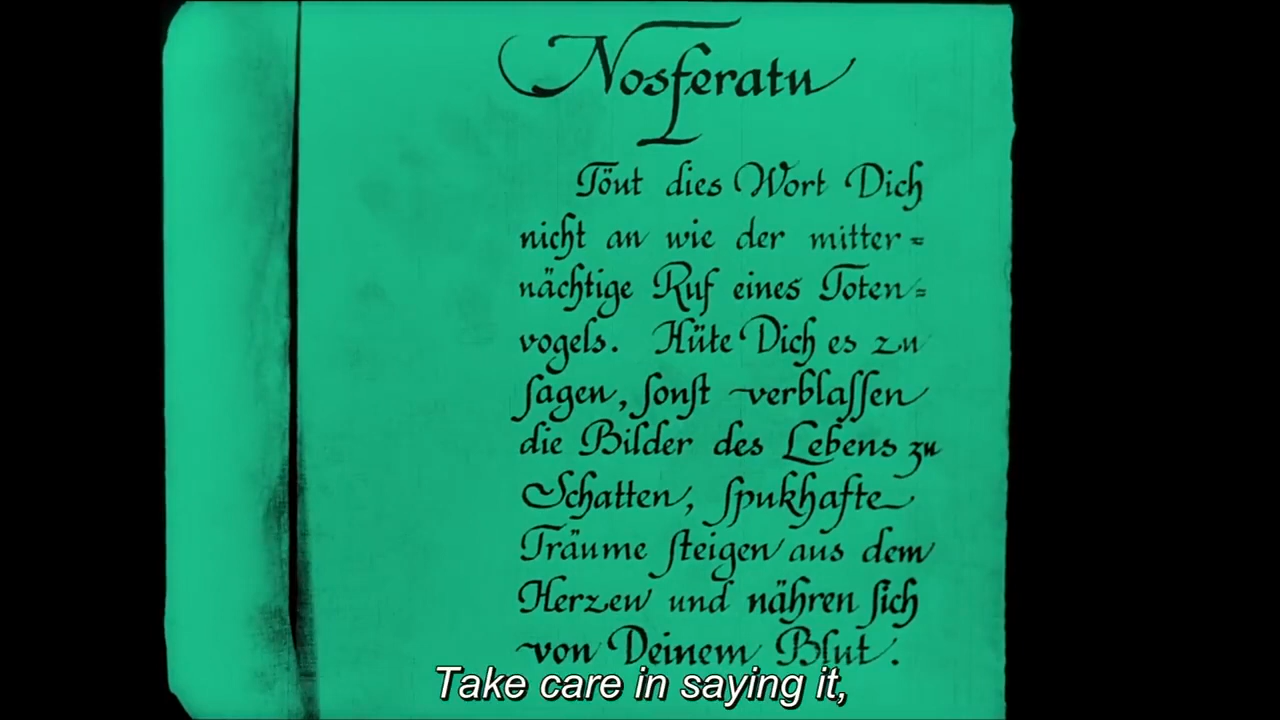 Nosferatu
Tönt dies Wort Dich
nicht an wie der mitter=
nächtige Ruf eines Toten=
vogels. Hüte Dich es zu
ſagen, ſonſt verblaſſen
die Bilder des Lebens zu
Schatten, ſpukhafte
Träume ſteigen aus dem
Herzen und nähren ſich
von Deinem Blut.
Take care in saying it,